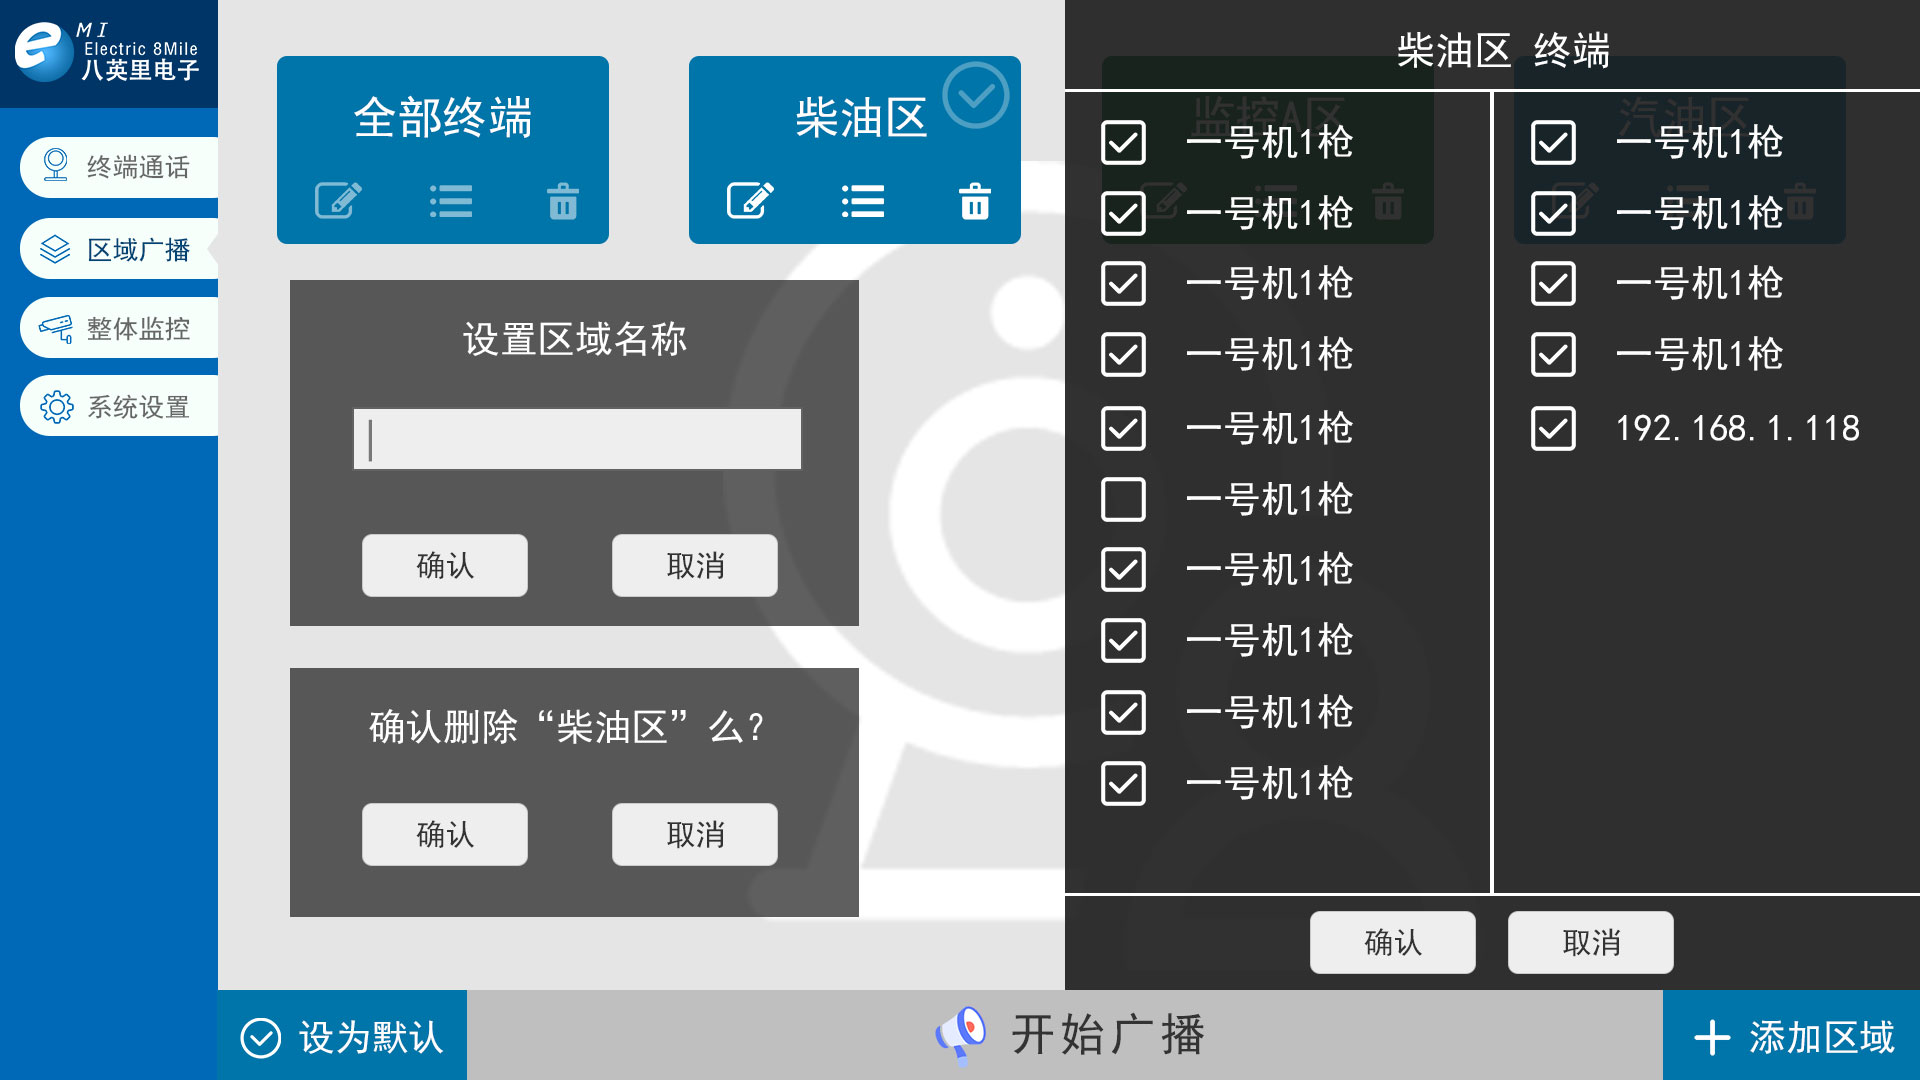 MI
Electric 8Mile
八英里电子
终端通话
区域广播
整体监控
系统设置
全部终端
柴油区
监控A区
汽油区
设置区域名称
确认
取消
确认删除“柴油区”么?
确认
取消
柴油区 终端
一号机1枪
一号机1枪
一号机1枪
一号机1枪
一号机1枪
一号机1枪
一号机1枪
一号机1枪
一号机1枪
一号机1枪
一号机1枪
一号机1枪
一号机1枪
一号机1枪
192.168.1.118
确认
取消
设为默认
开始广播
添加区域